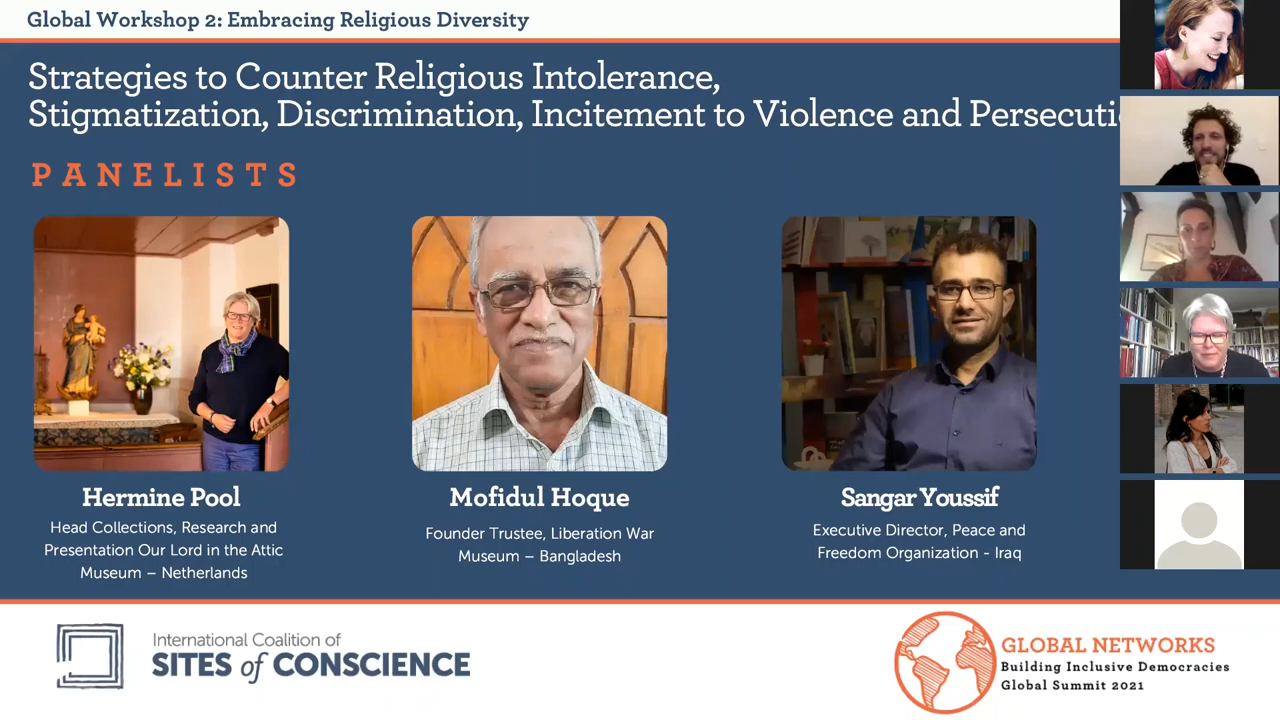 Global Workshop 2: Embracing Religious Diversity
Strategies to Counter Religious Intolerance,
Stigmatization, Discrimination, Incitement to Violence and Persecuti
PANELISTS
Hermine Pool
Head Collections, Research and
Presentation Our Lord in the Attic
Museum – Netherlands
Mofidul Hoque
Founder Trustee, Liberation War
Museum – Bangladesh
Sangar Youssif
Executive Director, Peace and
Freedom Organization - Iraq
International Coalition of
SITES of CONSCIENCE
GLOBAL NETWORKS
Building Inclusive Democracies
Global Summit 2021